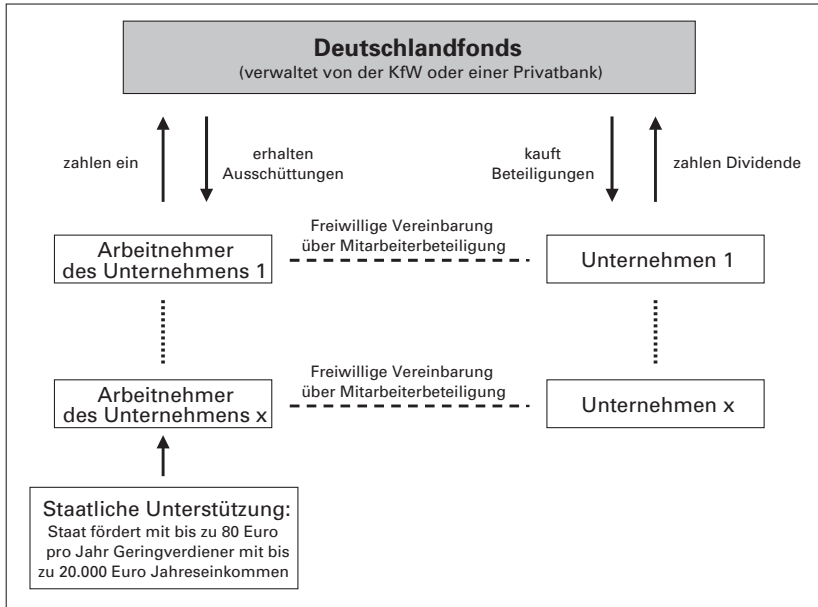 Deutschlandfonds
(verwaltet von der KfW oder einer Privatbank)
zahlen ein
erhalten
Ausschüttungen
kauft
Beteiligungen
zahlen Dividende
Arbeitnehmer
des Unternehmens 1
Freiwillige Vereinbarung
über Mitarbeiterbeteiligung
Unternehmen 1
Arbeitnehmer
des Unternehmens x
Freiwillige Vereinbarung
über Mitarbeiterbeteiligung
Unternehmen x
Staatliche Unterstützung:
Staat fördert mit bis zu 80 Euro
pro Jahr Geringverdiener mit bis
zu 20.000 Euro Jahreseinkommen